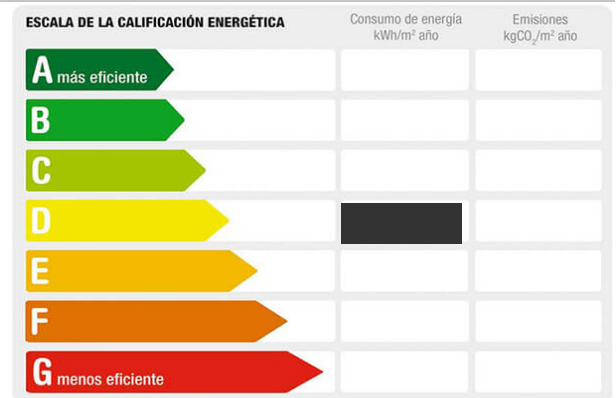 ESCALA DE LA CALIFICACIÓN ENERGÉTICA
Consumo de energía
kWh/m² año
Emisiones
kgCO₂/m² año
A más eficiente
B
C
D
E
F
G menos eficiente